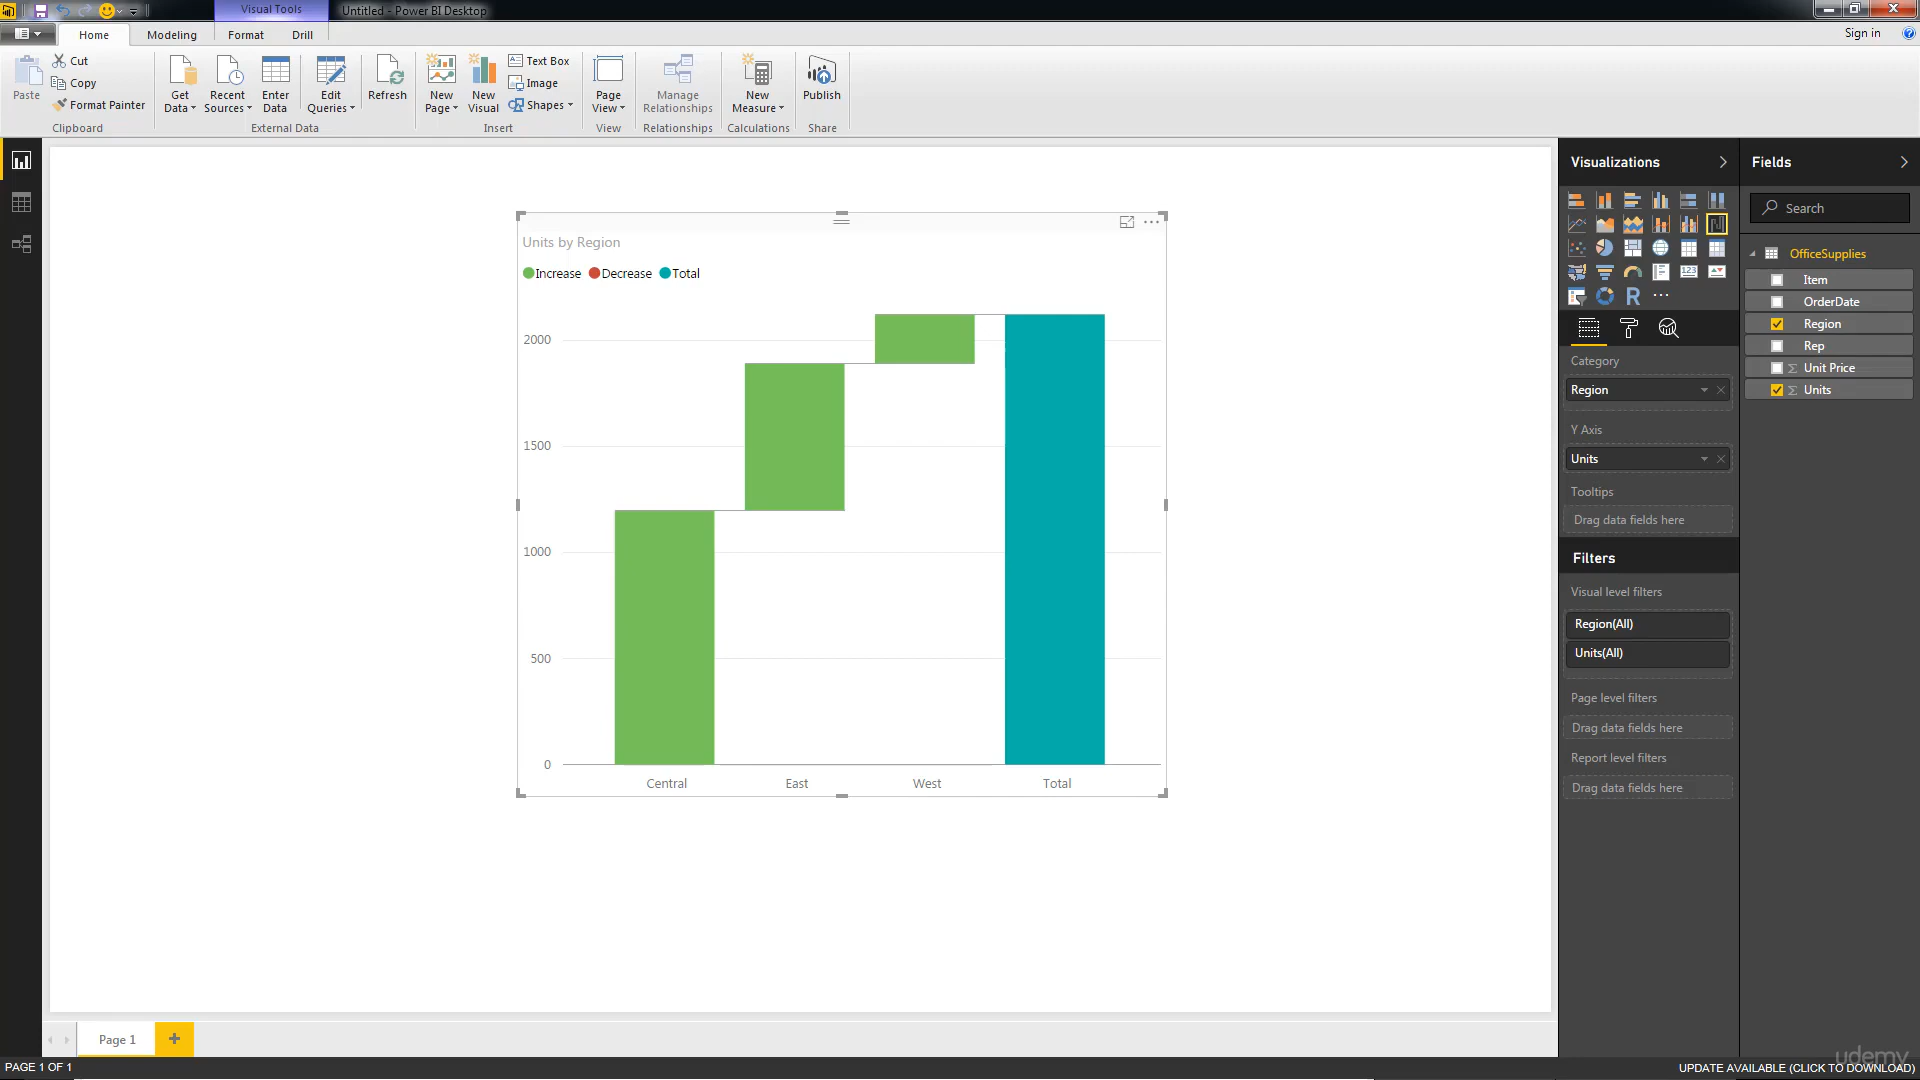 Visual Tools
Untitled - Power BI Desktop
Home
Modeling
Format
Drill
Sign in
Paste
Cut
Copy
Format Painter
Clipboard
Get Data
Recent Sources
Enter Data
Edit Queries
External Data
Refresh
New Page
New Visual
Text Box
Image
Shapes
Insert
Page View
View
Manage Relationships
Relationships
New Measure
Calculations
Publish
Share
Units by Region
Increase Decrease Total
2000
1500
1000
500
0
Central East West Total
Visualizations
R
123
Category
Region
Y Axis
Units
Tooltips
Drag data fields here
Filters
Visual level filters
Region(All)
Units(All)
Page level filters
Drag data fields here
Report level filters
Drag data fields here
Fields
Search
OfficeSupplies
Item
OrderDate
Region
Rep
Σ Unit Price
Σ Units
Page 1
PAGE 1 OF 1
udemy
UPDATE AVAILABLE (CLICK TO DOWNLOAD)